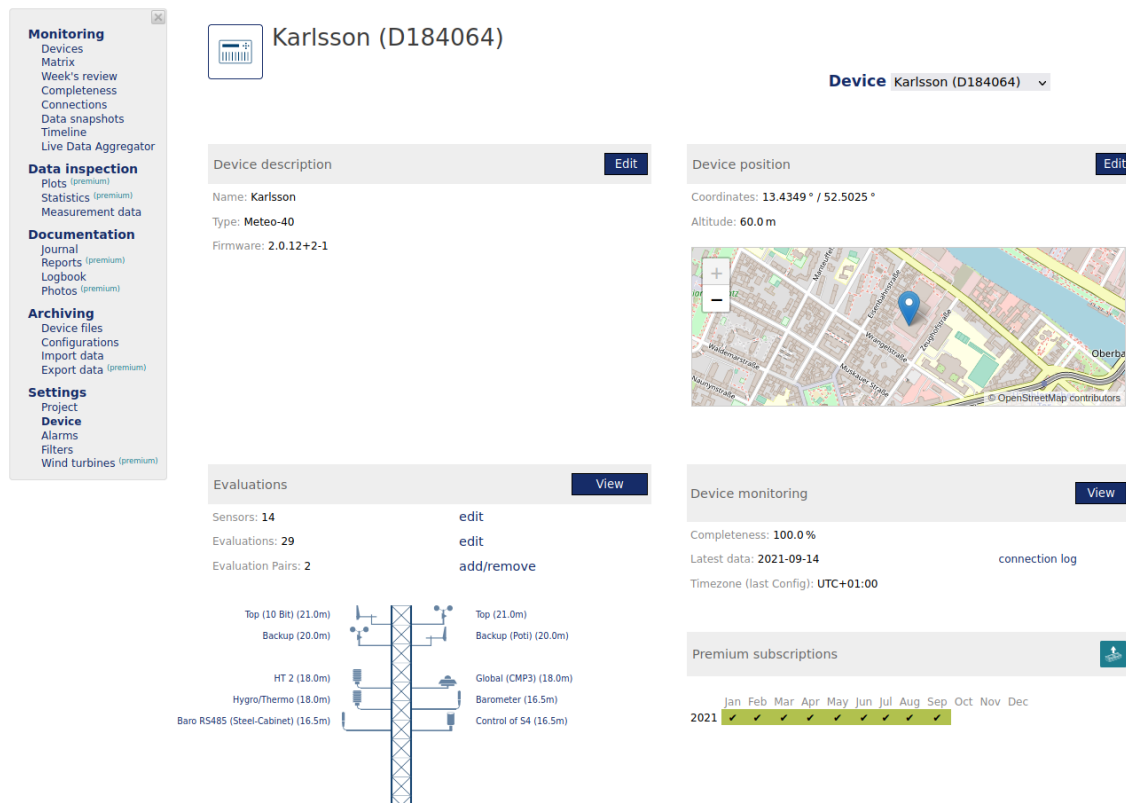 Monitoring
Devices
Matrix
Week's review
Completeness
Connections
Data snapshots
Timeline
Live Data Aggregator
Data inspection
Plots (premium)
Statistics (premium)
Measurement data
Documentation
Journal
Reports (premium)
Logbook
Photos (premium)
Archiving
Device files
Configurations
Import data
Export data (premium)
Settings
Project
Device
Alarms
Filters
Wind turbines (premium)
Karlsson (D184064)
Device Karlsson (D184064)
Device description Edit
Name: Karlsson
Type: Meteo-40
Firmware: 2.0.12+2-1
Device position Edit
Coordinates: 13.4349 ° / 52.5025 °
Altitude: 60.0 m
+
−
Manteuffel
Eisenbahnstraße
Zeughofstraße
Wrangelstraße
Waldemarstraße
Muskauer Straße
Naunynstraße
Oberba
© OpenStreetMap contributors
Evaluations View
Sensors: 14 edit
Evaluations: 29 edit
Evaluation Pairs: 2 add/remove
Top (10 Bit) (21.0m) Top (21.0m)
Backup (20.0m) Backup (Poti) (20.0m)
HT 2 (18.0m) Global (CMP3) (18.0m)
Hygro/Thermo (18.0m) Barometer (16.5m)
Baro RS485 (Steel-Cabinet) (16.5m) Control of S4 (16.5m)
Device monitoring View
Completeness: 100.0 %
Latest data: 2021-09-14 connection log
Timezone (last Config): UTC+01:00
Premium subscriptions
Jan Feb Mar Apr May Jun Jul Aug Sep Oct Nov Dec
2021 ✔ ✔ ✔ ✔ ✔ ✔ ✔ ✔ ✔